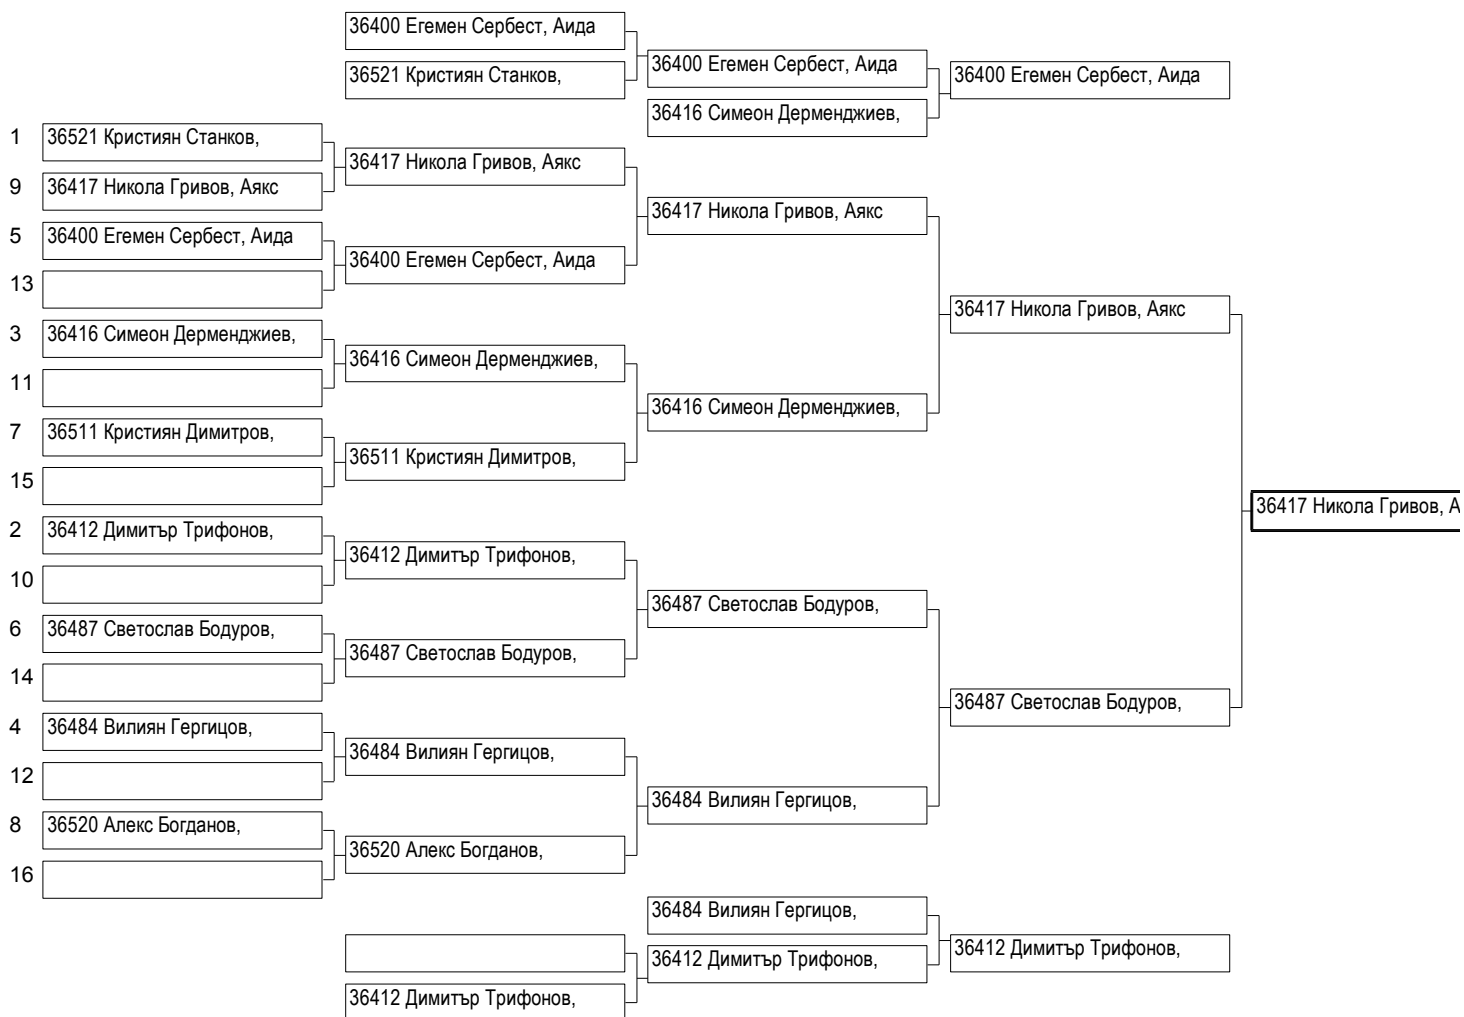 36400 Егемен Сербест, Аида
36521 Кристиян Станков,
36400 Егемен Сербест, Аида
36400 Егемен Сербест, Аида
36416 Симеон Дерменджиев,
1 36521 Кристиян Станков,
36417 Никола Гривов, Аякс
9 36417 Никола Гривов, Аякс
36417 Никола Гривов, Аякс
5 36400 Егемен Сербест, Аида
36400 Егемен Сербест, Аида
13
36417 Никола Гривов, Аякс
3 36416 Симеон Дерменджиев,
36416 Симеон Дерменджиев,
11
36416 Симеон Дерменджиев,
7 36511 Кристиян Димитров,
36511 Кристиян Димитров,
15
36417 Никола Гривов, А
2 36412 Димитър Трифонов,
36412 Димитър Трифонов,
10
36487 Светослав Бодуров,
6 36487 Светослав Бодуров,
36487 Светослав Бодуров,
14
36487 Светослав Бодуров,
4 36484 Вилиян Гергицов,
36484 Вилиян Гергицов,
12
36484 Вилиян Гергицов,
8 36520 Алекс Богданов,
36520 Алекс Богданов,
16
36484 Вилиян Гергицов,
36412 Димитър Трифонов,
36412 Димитър Трифонов,
36412 Димитър Трифонов,